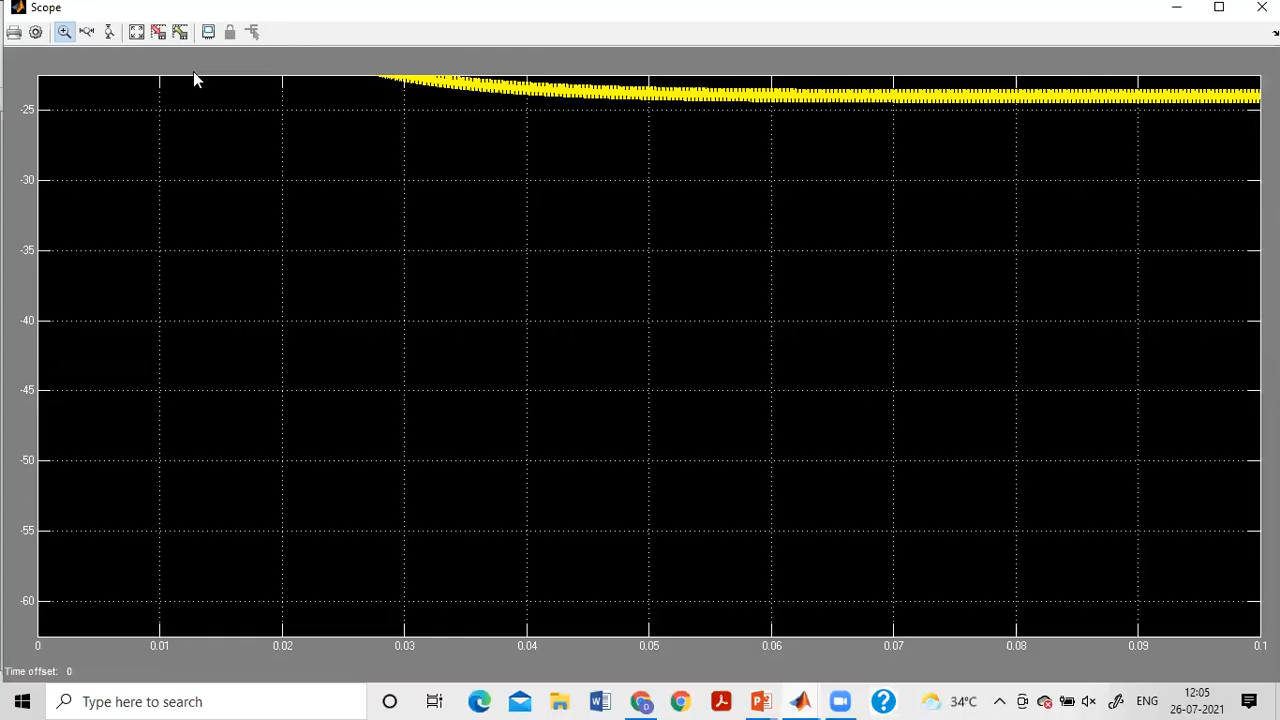 Scope
-25
-30
-35
-40
-45
-50
-55
-60
0 0.01 0.02 0.03 0.04 0.05 0.06 0.07 0.08 0.09 0.1
Time offset: 0
Type here to search
34°C
ENG
12:05
26-07-2021